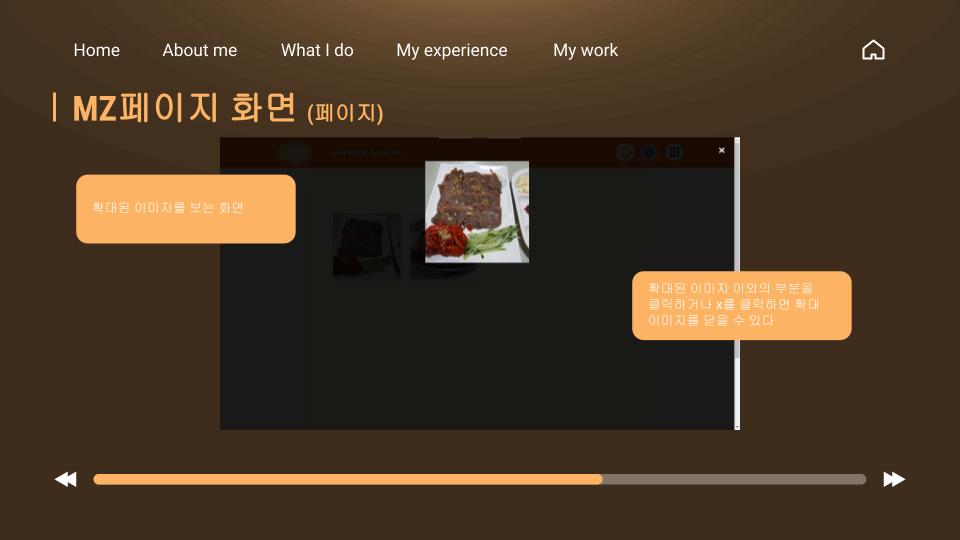 Home About me What I do My experience My work
MZ페이지 화면 (페이지)
확대된 이미지를 보는 화면
확대된 이미지 이외의 부분을
클릭하거나 x를 클릭하면 확대
이미지를 닫을 수 있다